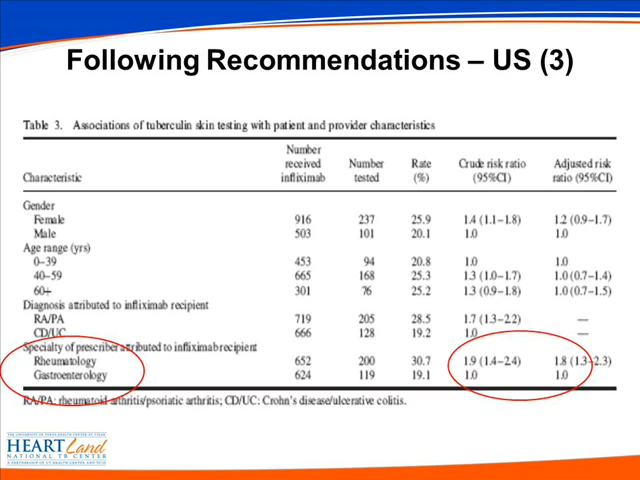 Following Recommendations – US (3)
Table 3. Associations of tuberculin skin testing with patient and provider characteristics
Characteristic Number received infliximab Number tested Rate (%) Crude risk ratio (95%CI) Adjusted risk ratio (95%CI)
Gender
Female 916 237 25.9 1.4 (1.1–1.8) 1.2 (0.9–1.7)
Male 503 101 20.1 1.0 1.0
Age range (yrs)
0–39 453 94 20.8 1.0 1.0
40–59 665 168 25.3 1.3 (1.0–1.7) 1.0 (0.7–1.4)
60+ 301 76 25.2 1.3 (0.9–1.8) 1.0 (0.7–1.5)
Diagnosis attributed to infliximab recipient
RA/PA 719 205 28.5 1.7 (1.3–2.2) —
CD/UC 666 128 19.2 1.0 —
Specialty of prescriber attributed to infliximab recipient
Rheumatology 652 200 30.7 1.9 (1.4–2.4) 1.8 (1.3–2.3)
Gastroenterology 624 119 19.1 1.0 1.0
RA/PA: rheumatoid arthritis/psoriatic arthritis; CD/UC: Crohn's disease/ulcerative colitis.
HEARTLand
NATIONAL TB CENTER